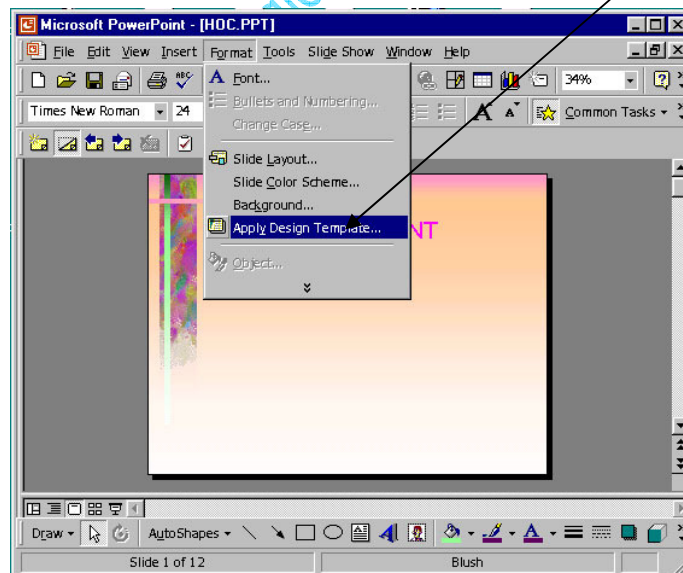 Microsoft PowerPoint - [HOC.PPT]
File Edit View Insert Format Tools Slide Show Window Help
34%
Times New Roman 24 Common Tasks
Font...
Bullets and Numbering...
Change Case...
Slide Layout...
Slide Color Scheme...
Background...
Apply Design Template...
Object...
NT
Draw AutoShapes
Slide 1 of 12 Blush